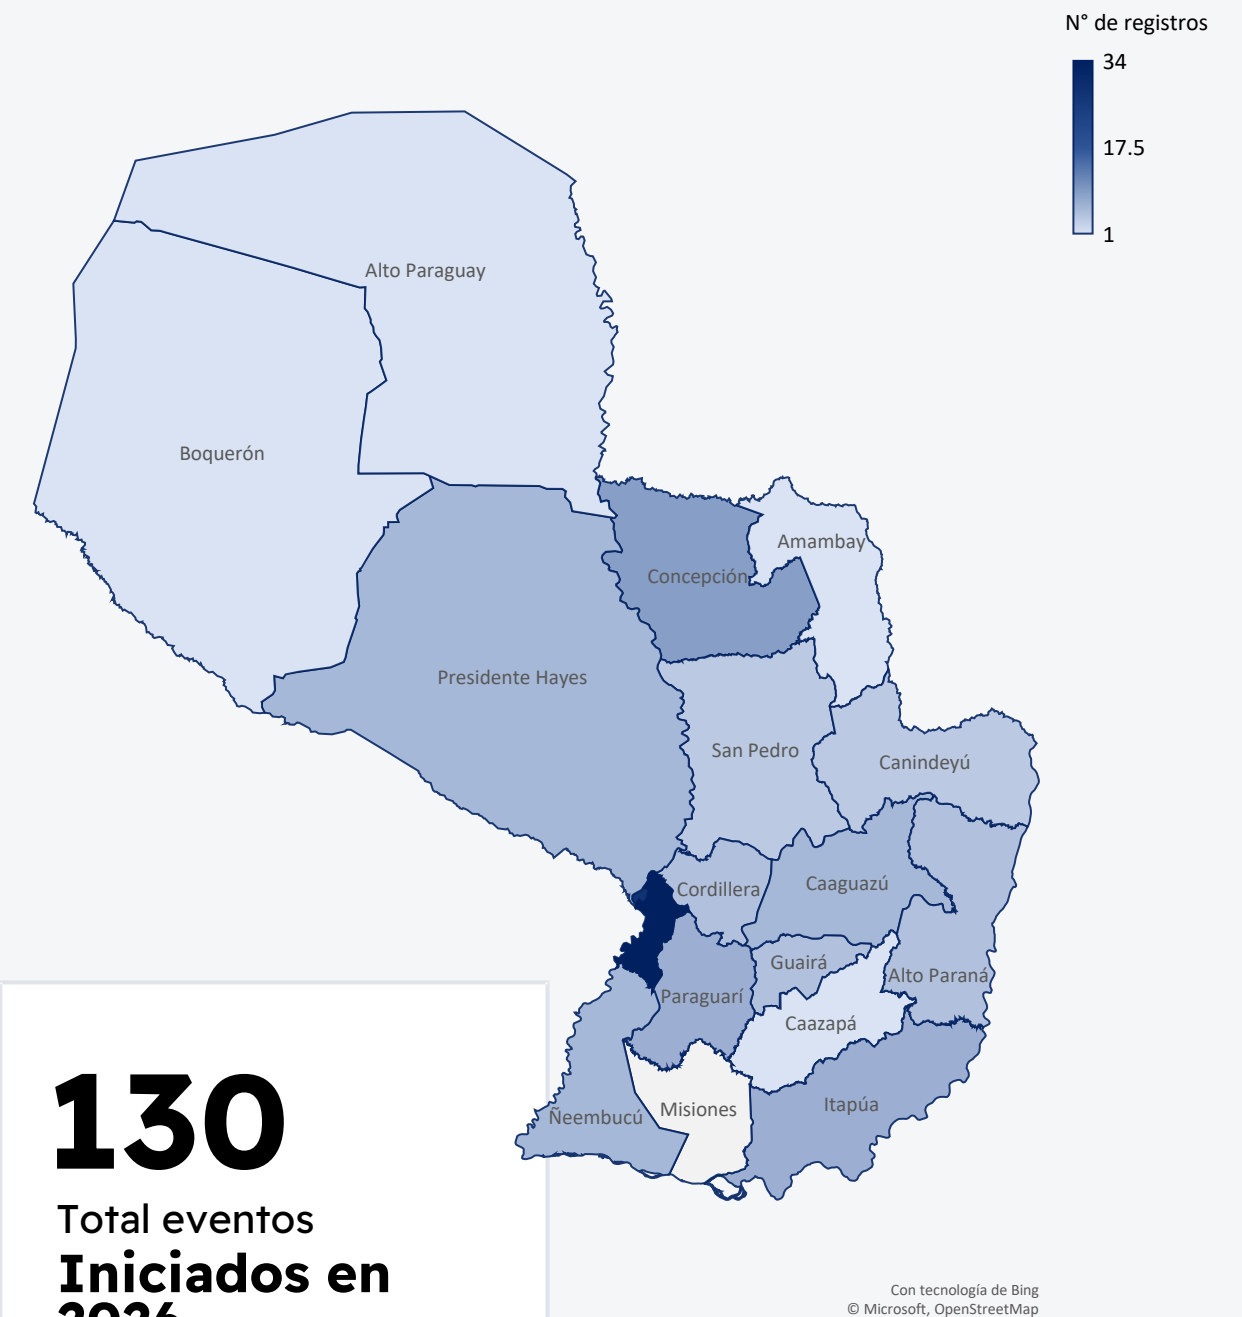 N° de registros
34
17.5
1
Alto Paraguay
Boquerón
Amambay
Concepción
Presidente Hayes
San Pedro
Canindeyú
Cordillera
Caaguazú
Guairá
Alto Paraná
Paraguarí
Caazapá
Itapúa
Misiones
Ñeembucú
130
Total eventos
Iniciados en
2026
Con tecnología de Bing
© Microsoft, OpenStreetMap